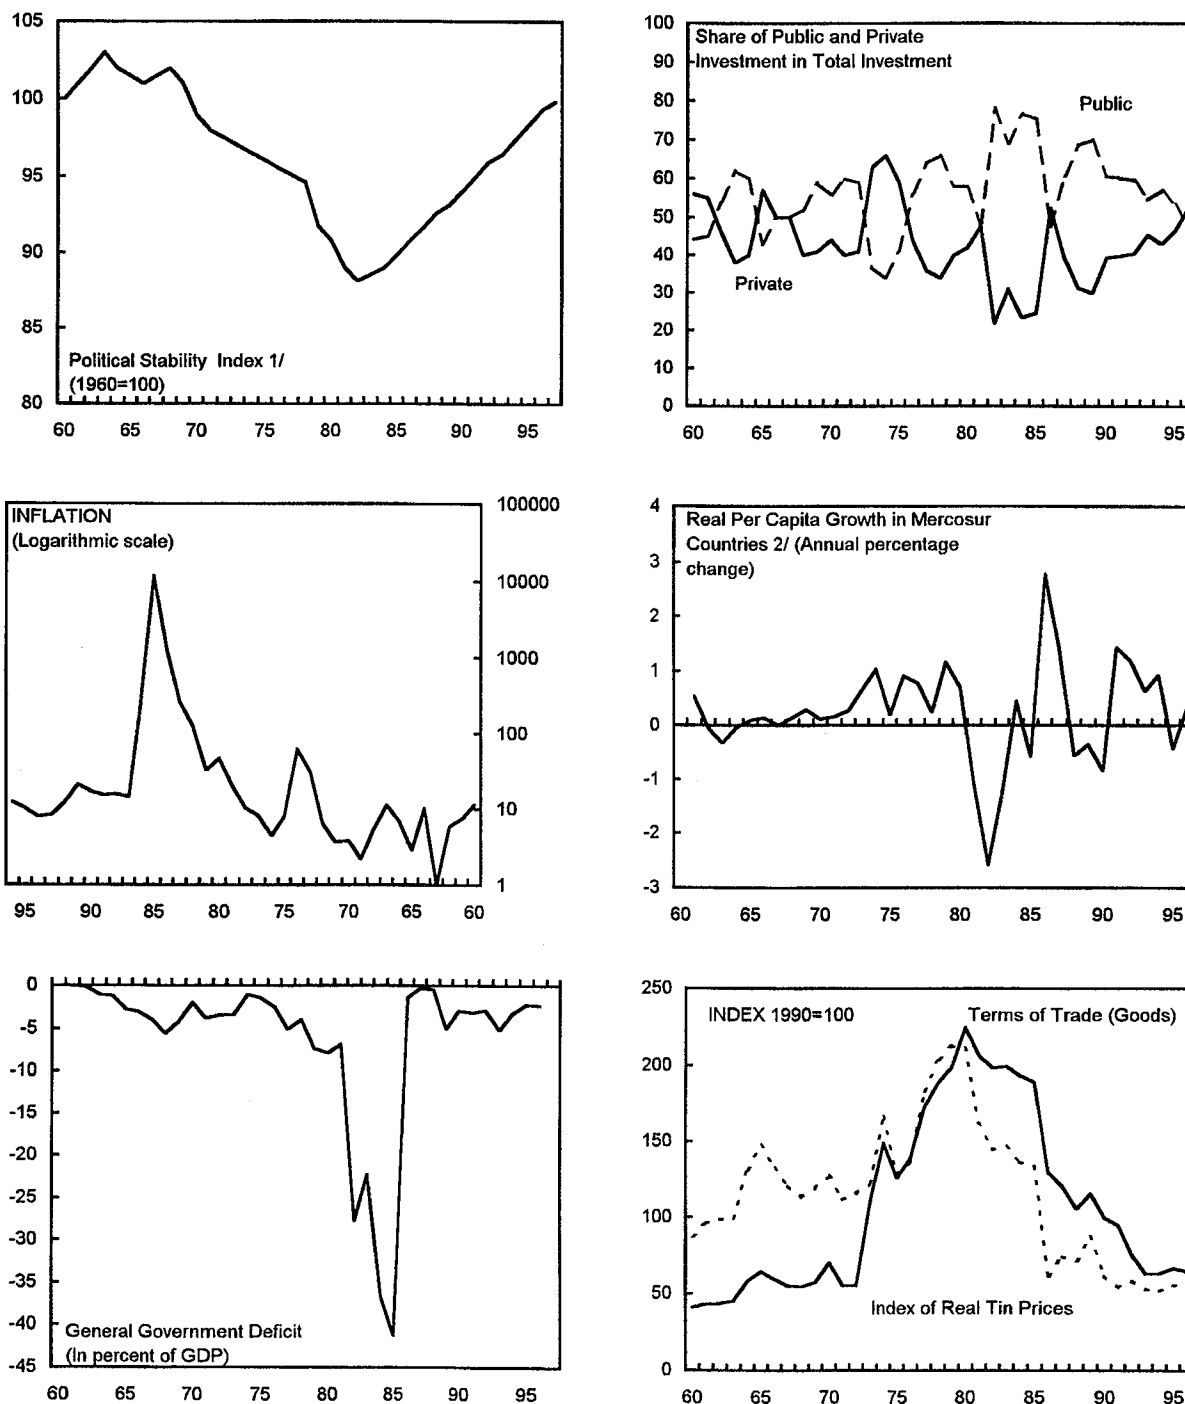 105
100
95
90
85
80
Political Stability Index 1/
(1960=100)
60 65 70 75 80 85 90 95
100
90
80
70
60
50
40
30
20
10
0
Share of Public and Private
Investment in Total Investment
Public
Private
60 65 70 75 80 85 90 95
INFLATION
(Logarithmic scale)
100000
10000
1000
100
10
1
95 90 85 80 75 70 65 60
4
3
2
1
0
-1
-2
-3
Real Per Capita Growth in Mercosur
Countries 2/ (Annual percentage
change)
60 65 70 75 80 85 90 95
0
-5
-10
-15
-20
-25
-30
-35
-40
-45
General Government Deficit
(In percent of GDP)
60 65 70 75 80 85 90 95
250
200
150
100
50
0
INDEX 1990=100 Terms of Trade (Goods)
Index of Real Tin Prices
60 65 70 75 80 85 90 95